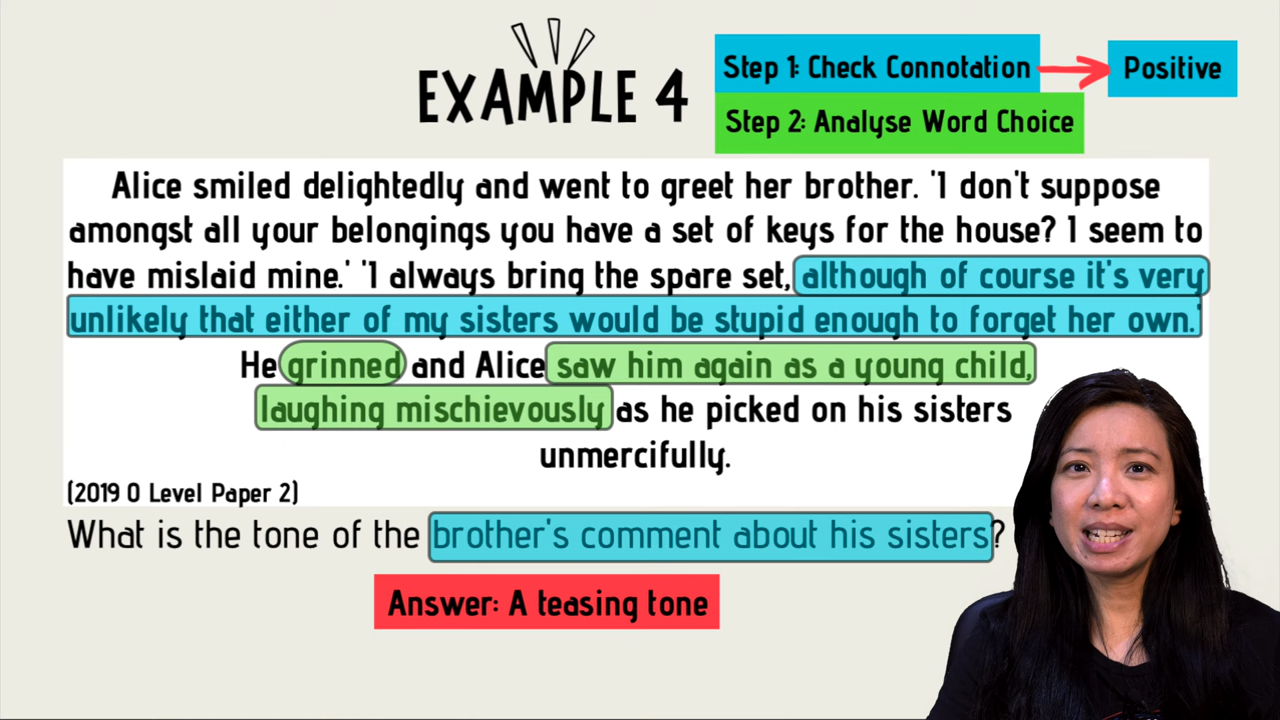 EXAMPLE 4
Step 1: Check Connotation
Positive
Step 2: Analyse Word Choice
Alice smiled delightedly and went to greet her brother. 'I don't suppose
amongst all your belongings you have a set of keys for the house? I seem to
have mislaid mine.' 'I always bring the spare set, although of course it's very
unlikely that either of my sisters would be stupid enough to forget her own.'
He grinned and Alice saw him again as a young child,
laughing mischievously as he picked on his sisters
unmercifully.
(2019 O Level Paper 2)
What is the tone of the brother's comment about his sisters?
Answer: A teasing tone